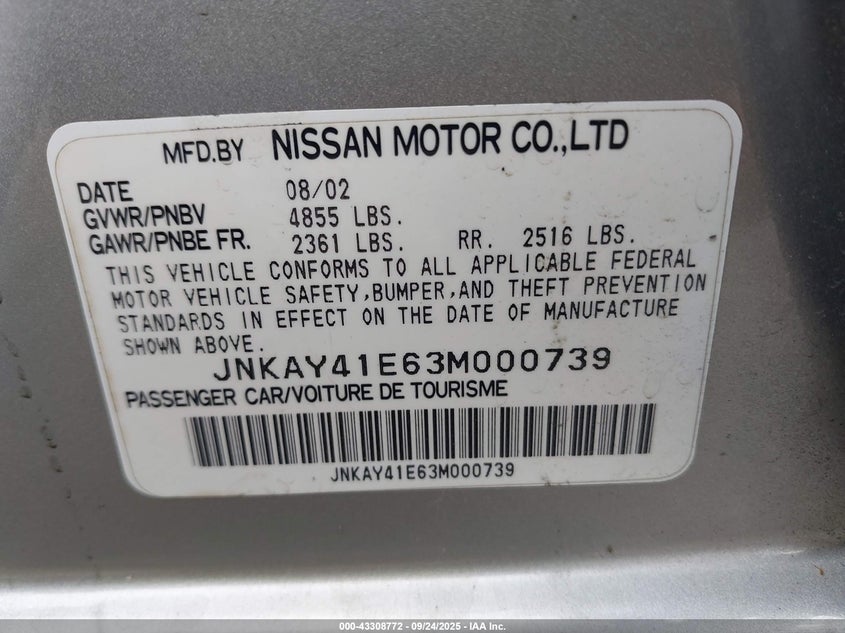 MFD.BY NISSAN MOTOR CO.,LTD
DATE 08/02
GVWR/PNBV 4855 LBS.
GAWR/PNBE FR. 2361 LBS. RR. 2516 LBS.
THIS VEHICLE CONFORMS TO ALL APPLICABLE FEDERAL
MOTOR VEHICLE SAFETY,BUMPER,AND THEFT PREVENTION
STANDARDS IN EFFECT ON THE DATE OF MANUFACTURE
SHOWN ABOVE.
JNKAY41E63M000739
PASSENGER CAR/VOITURE DE TOURISME
JNKAY41E63M000739
000-43308772 - 09/24/2025 - IAA Inc.